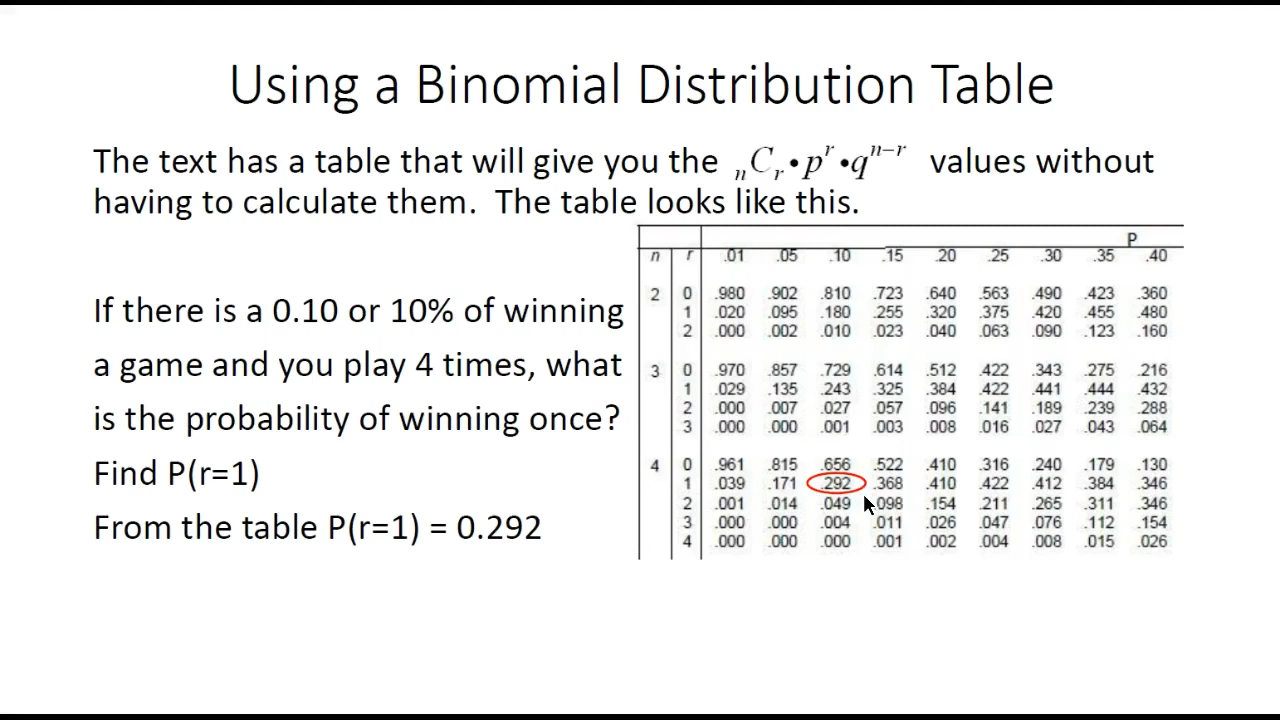 Using a Binomial Distribution Table
The text has a table that will give you the nCr•p^r•q^n−r values without
having to calculate them. The table looks like this.
If there is a 0.10 or 10% of winning
a game and you play 4 times, what
is the probability of winning once?
Find P(r=1)
From the table P(r=1) = 0.292
P
n r .01 .05 .10 .15 .20 .25 .30 .35 .40
2 0 .980 .902 .810 .723 .640 .563 .490 .423 .360
1 .020 .095 .180 .255 .320 .375 .420 .455 .480
2 .000 .002 .010 .023 .040 .063 .090 .123 .160
3 0 .970 .857 .729 .614 .512 .422 .343 .275 .216
1 .029 .135 .243 .325 .384 .422 .441 .444 .432
2 .000 .007 .027 .057 .096 .141 .189 .239 .288
3 .000 .000 .001 .003 .008 .016 .027 .043 .064
4 0 .961 .815 .656 .522 .410 .316 .240 .179 .130
1 .039 .171 .292 .368 .410 .422 .412 .384 .346
2 .001 .014 .049 .098 .154 .211 .265 .311 .346
3 .000 .000 .004 .011 .026 .047 .076 .112 .154
4 .000 .000 .000 .001 .002 .004 .008 .015 .026